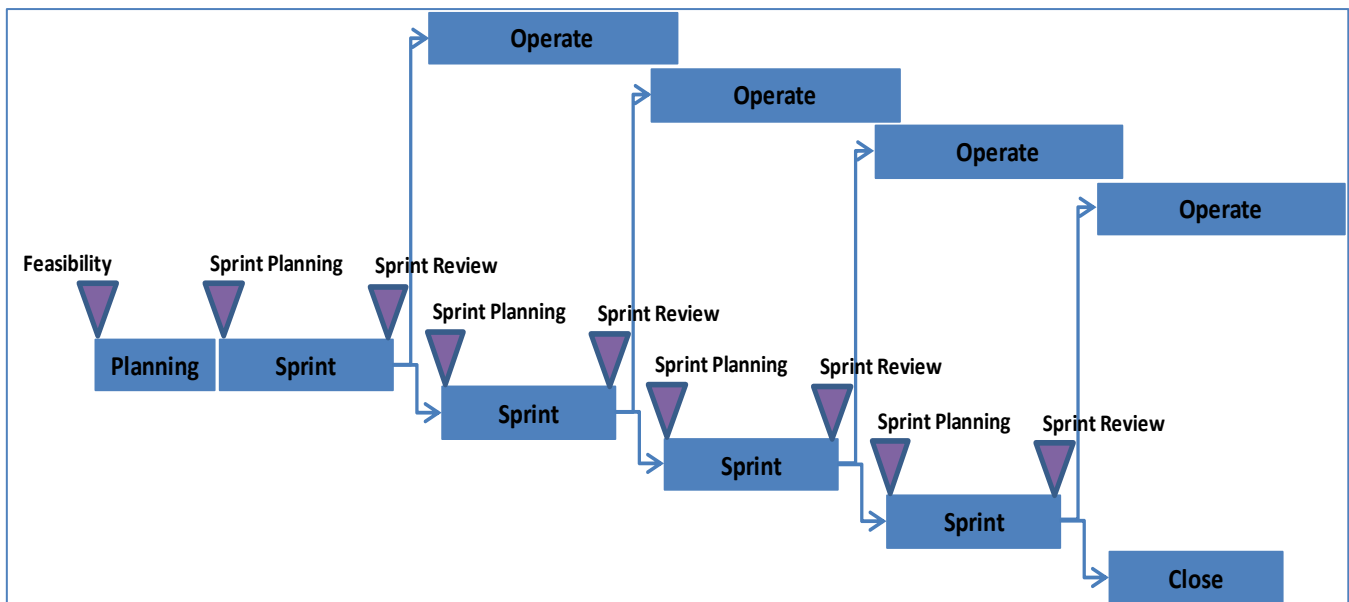 Operate
Operate
Operate
Operate
Feasibility
Sprint Planning
Sprint Review
Sprint Planning
Sprint Review
Planning
Sprint
Sprint Planning
Sprint Review
Sprint
Sprint Planning
Sprint Review
Sprint
Sprint
Close